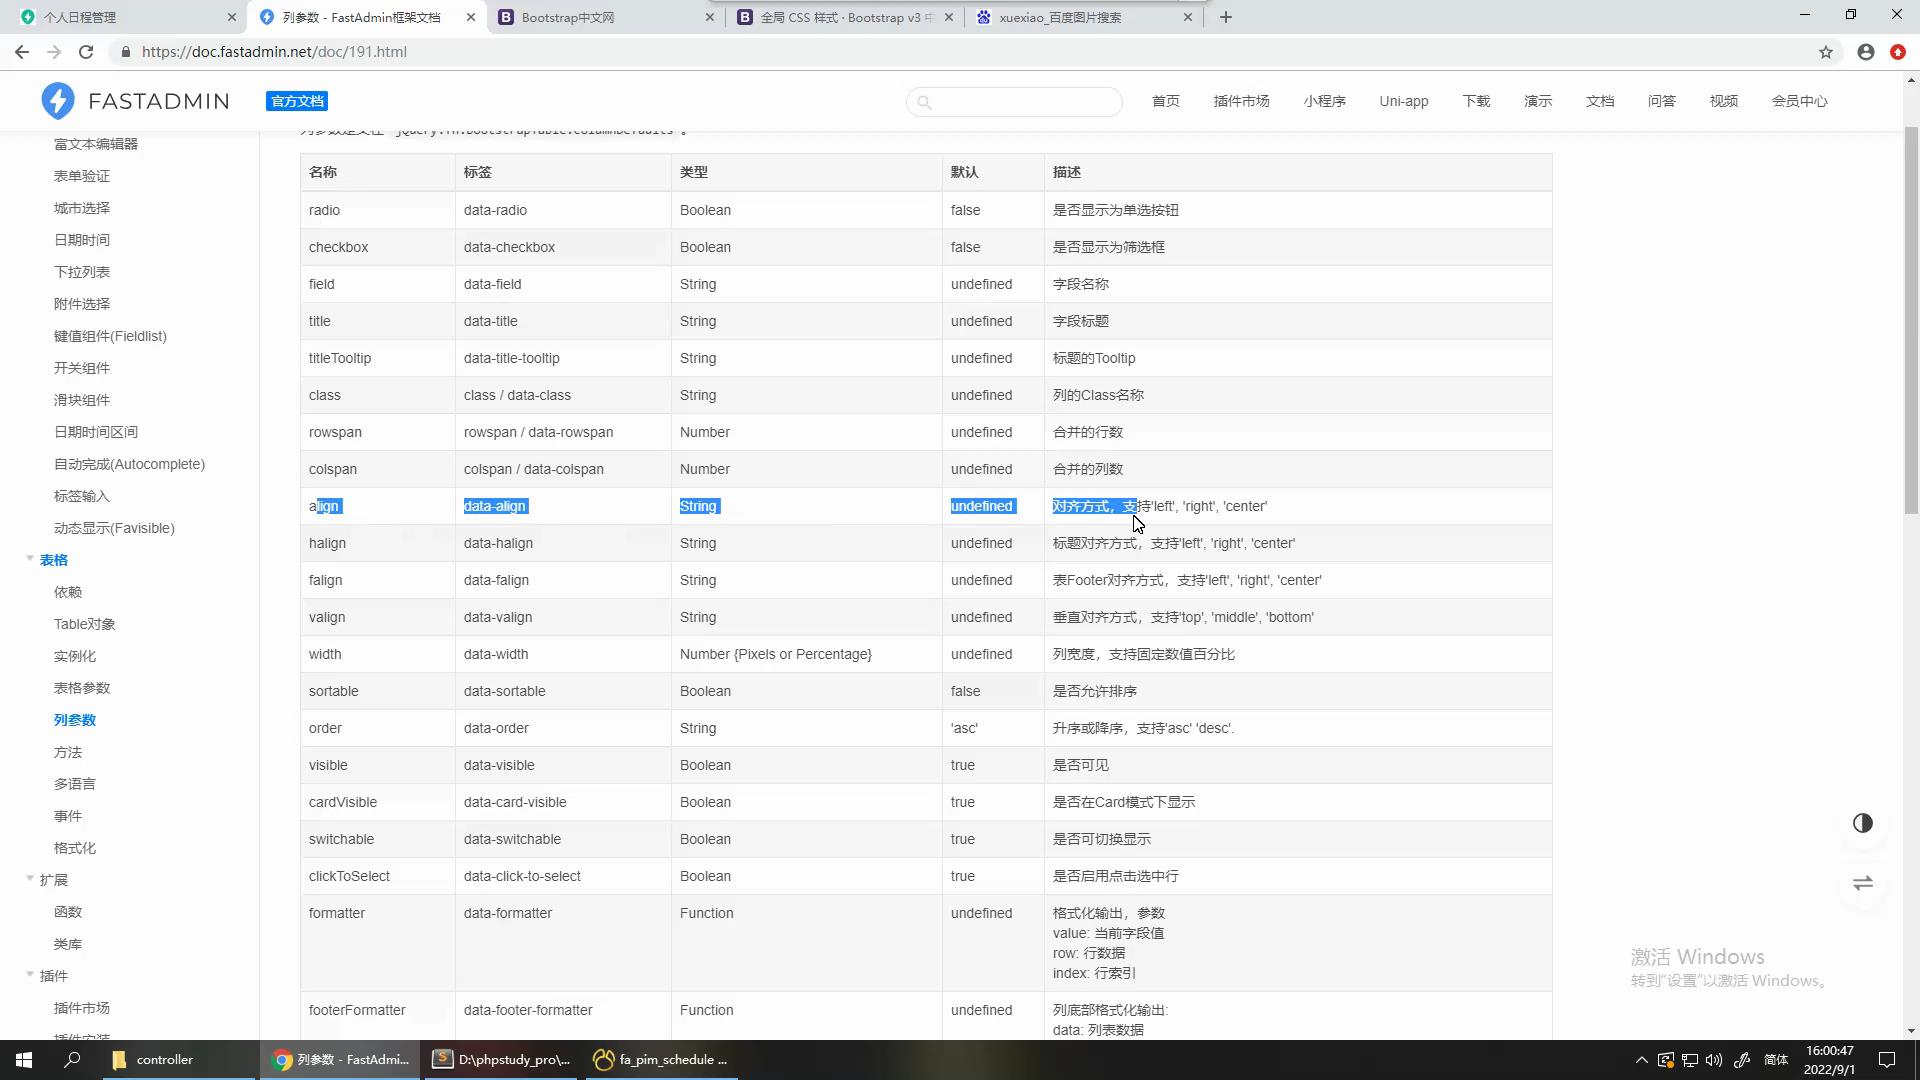 个人日程管理
列参数 - FastAdmin框架文档
Bootstrap中文网
全局 CSS 样式 · Bootstrap v3 中
xuexiao_百度图片搜索
https://doc.fastadmin.net/doc/191.html
FASTADMIN
官方文档
首页
插件市场
小程序
Uni-app
下载
演示
文档
问答
视频
会员中心
富文本编辑器
表单验证
城市选择
日期时间
下拉列表
附件选择
键值组件(Fieldlist)
开关组件
滑块组件
日期时间区间
自动完成(Autocomplete)
标签输入
动态显示(Favisible)
表格
依赖
Table对象
实例化
表格参数
列参数
方法
多语言
事件
格式化
扩展
函数
类库
插件
插件市场
插件安装
列参数定义在 jQuery.fn.bootstrapTable.columnDefaults 。
名称 标签 类型 默认 描述
radio data-radio Boolean false 是否显示为单选按钮
checkbox data-checkbox Boolean false 是否显示为筛选框
field data-field String undefined 字段名称
title data-title String undefined 字段标题
titleTooltip data-title-tooltip String undefined 标题的Tooltip
class class / data-class String undefined 列的Class名称
rowspan rowspan / data-rowspan Number undefined 合并的行数
colspan colspan / data-colspan Number undefined 合并的列数
align data-align String undefined 对齐方式，支持'left', 'right', 'center'
halign data-halign String undefined 标题对齐方式，支持'left', 'right', 'center'
falign data-falign String undefined 表Footer对齐方式，支持'left', 'right', 'center'
valign data-valign String undefined 垂直对齐方式，支持'top', 'middle', 'bottom'
width data-width Number {Pixels or Percentage} undefined 列宽度，支持固定数值百分比
sortable data-sortable Boolean false 是否允许排序
order data-order String 'asc' 升序或降序，支持'asc' 'desc'.
visible data-visible Boolean true 是否可见
cardVisible data-card-visible Boolean true 是否在Card模式下显示
switchable data-switchable Boolean true 是否可切换显示
clickToSelect data-click-to-select Boolean true 是否启用点击选中行
formatter data-formatter Function undefined 格式化输出，参数
value: 当前字段值
row: 行数据
index: 行索引
footerFormatter data-footer-formatter Function undefined 列底部格式化输出:
data: 列表数据
激活 Windows
转到“设置”以激活 Windows。
controller
列参数 - FastAdmi...
D:\phpstudy_pro\...
fa_pim_schedule ...
简体
16:00:47
2022/9/1